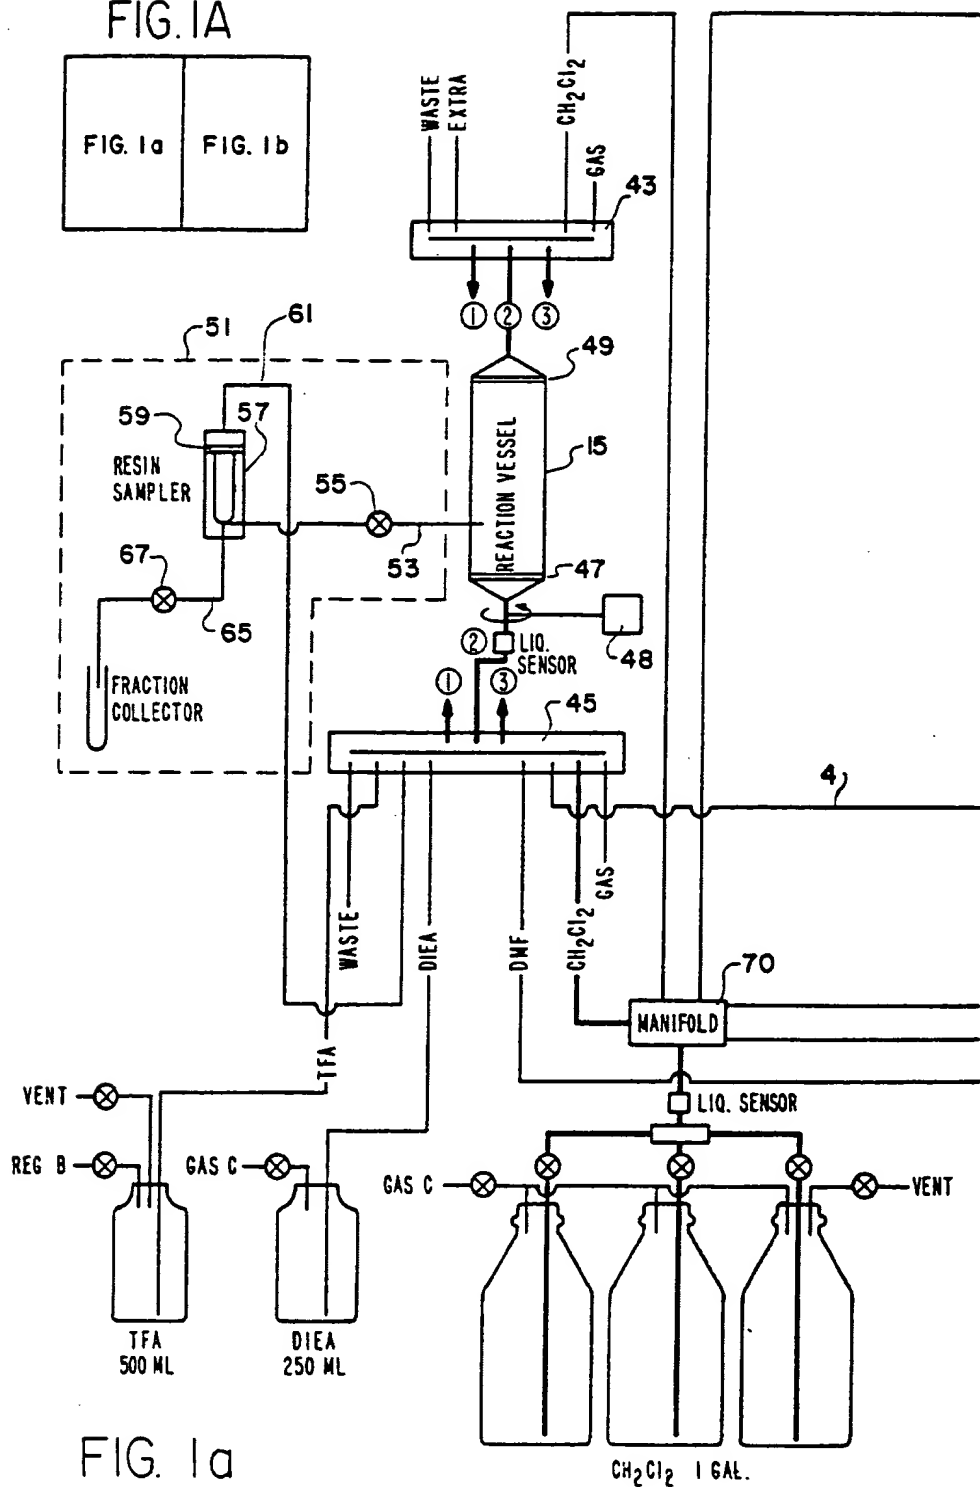 FIG. 1A
FIG. 1a
FIG. 1b
WASTE
EXTRA
CH2Cl2
GAS
43
1
2
3
51
61
49
59
57
RESIN
SAMPLER
REACTION VESSEL
15
55
53
67
65
47
2
LIQ.
SENSOR
48
1
3
FRACTION
COLLECTOR
45
4
WASTE
DIEA
DMF
CH2Cl2
GAS
70
MANIFOLD
TFA
VENT
LIQ. SENSOR
REG B
GAS C
GAS C
VENT
TFA
500 ML
DIEA
250 ML
FIG. 1a
CH2Cl2 1 GAL.